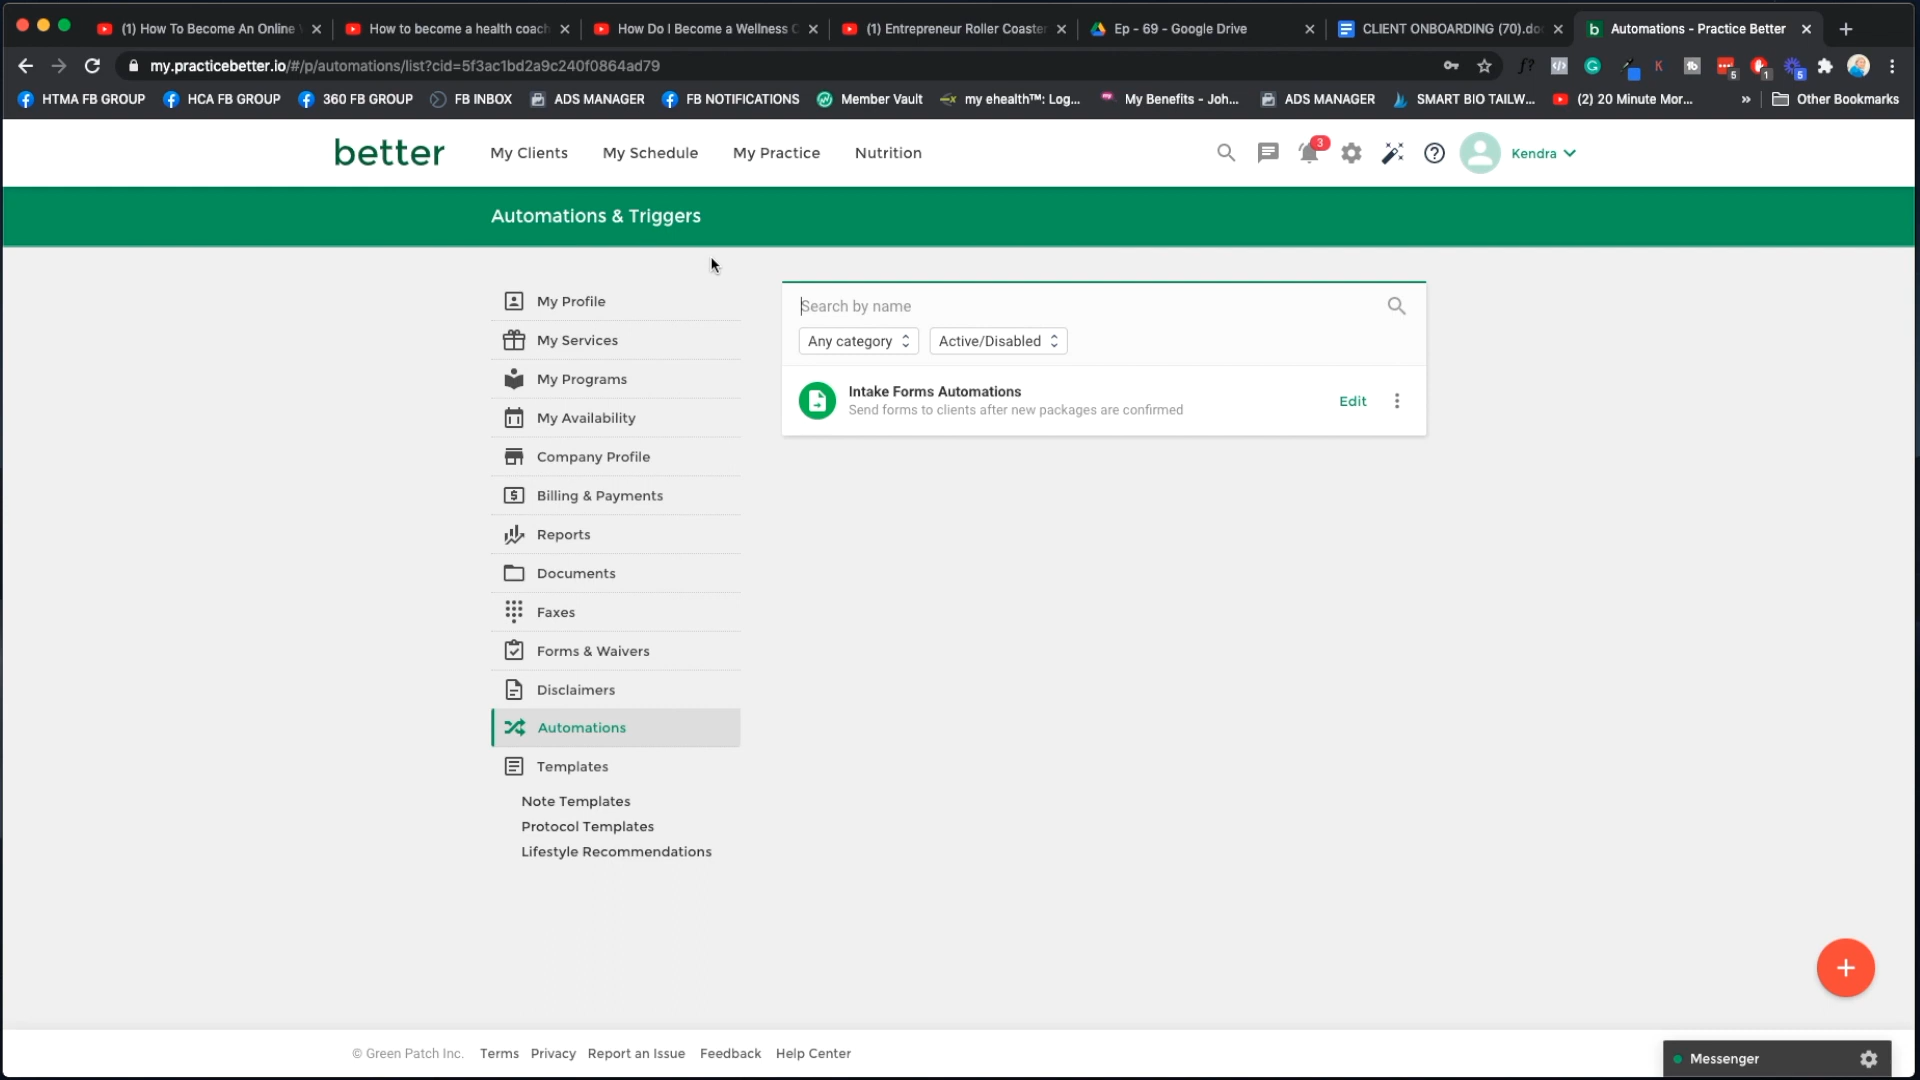 (1) How To Become An Online
How to become a health coach
How Do I Become a Wellness C
(1) Entrepreneur Roller Coaster
Ep - 69 - Google Drive
CLIENT ONBOARDING (70).do
Automations - Practice Better
my.practicebetter.io/#/p/automations/list?cid=5f3ac1bd2a9c240f0864ad79
HTMA FB GROUP
HCA FB GROUP
360 FB GROUP
FB INBOX
ADS MANAGER
FB NOTIFICATIONS
Member Vault
my ehealth™: Log...
My Benefits - Joh...
ADS MANAGER
SMART BIO TAILW...
(2) 20 Minute Mor...
Other Bookmarks
better
My Clients
My Schedule
My Practice
Nutrition
3
Kendra
Automations & Triggers
My Profile
My Services
My Programs
My Availability
Company Profile
Billing & Payments
Reports
Documents
Faxes
Forms & Waivers
Disclaimers
Automations
Templates
Note Templates
Protocol Templates
Lifestyle Recommendations
Search by name
Any category
Active/Disabled
Intake Forms Automations
Send forms to clients after new packages are confirmed
Edit
© Green Patch Inc.
Terms
Privacy
Report an Issue
Feedback
Help Center
Messenger